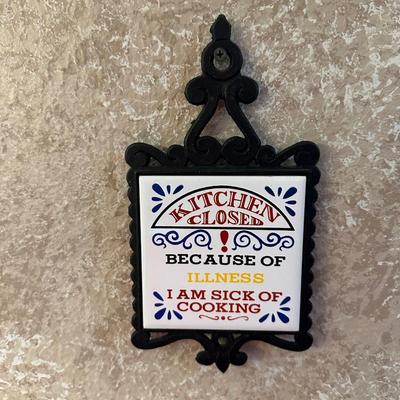 KITCHEN
CLOSED
!
BECAUSE OF
ILLNESS
I AM SICK OF
COOKING